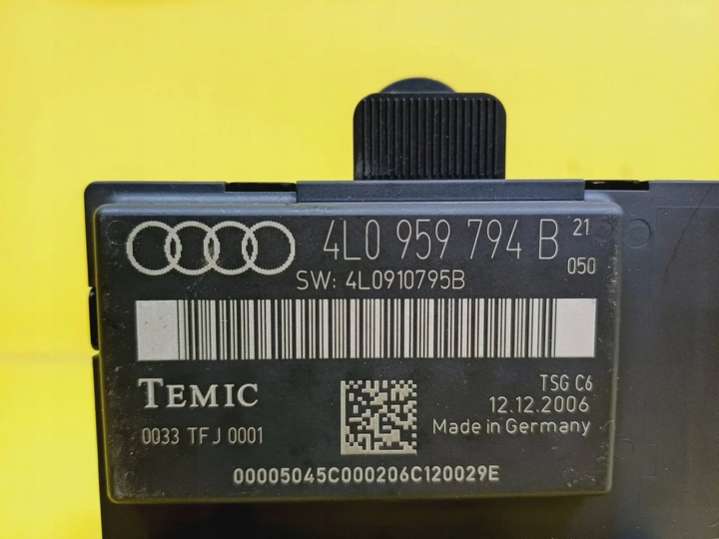 4L0 959 794 B 21
050
SW: 4L0910795B
TEMIC
TSG C6
12.12.2006
0033 TFJ 0001
Made in Germany
00005045C000206C120029E